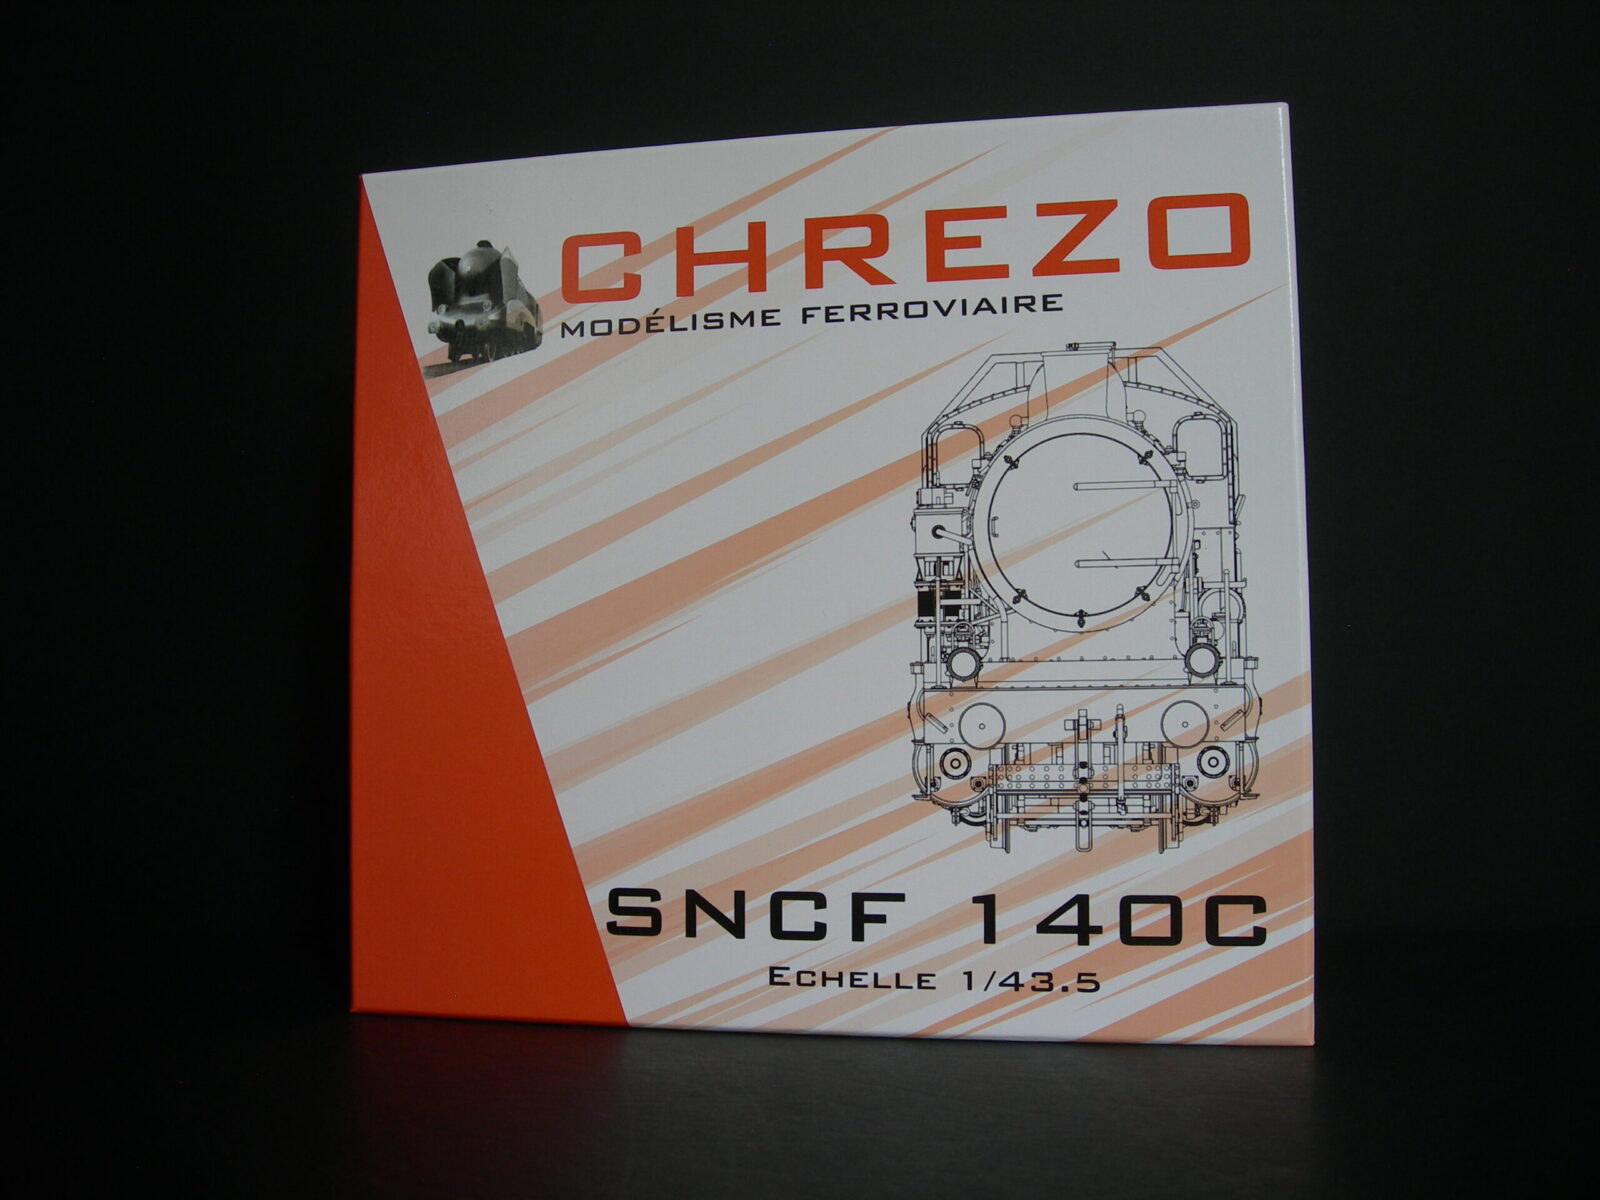 CHREZO
MODÉLISME FERROVIAIRE
SNCF 140C
ECHELLE 1/43.5